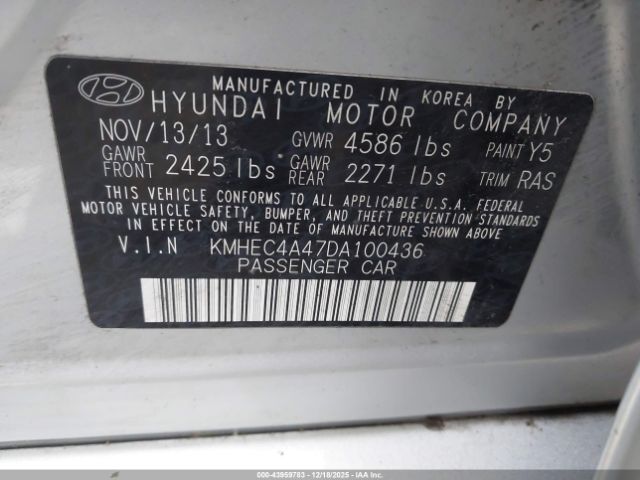 MANUFACTURED IN KOREA BY
HYUNDAI MOTOR COMPANY
NOV/13/13 GVWR 4586 lbs PAINT Y5
GAWR FRONT 2425 lbs GAWR REAR 2271 lbs TRIM RAS
THIS VEHICLE CONFORMS TO ALL APPLICABLE U.S.A. FEDERAL
MOTOR VEHICLE SAFETY, BUMPER, AND THEFT PREVENTION STANDARDS
IN EFFECT ON THE DATE OF MANUFACTURE SHOWN ABOVE.
V.I.N KMHEC4A47DA100436
PASSENGER CAR
000-43959783 - 12/18/2025 - COPART IAA